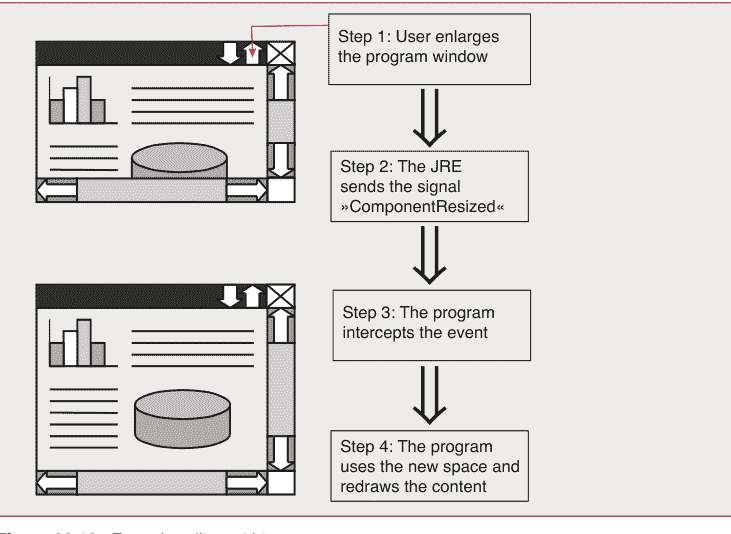 Step 1: User enlarges
the program window
Step 2: The JRE
sends the signal
»ComponentResized«
Step 3: The program
intercepts the event
Step 4: The program
uses the new space and
redraws the content